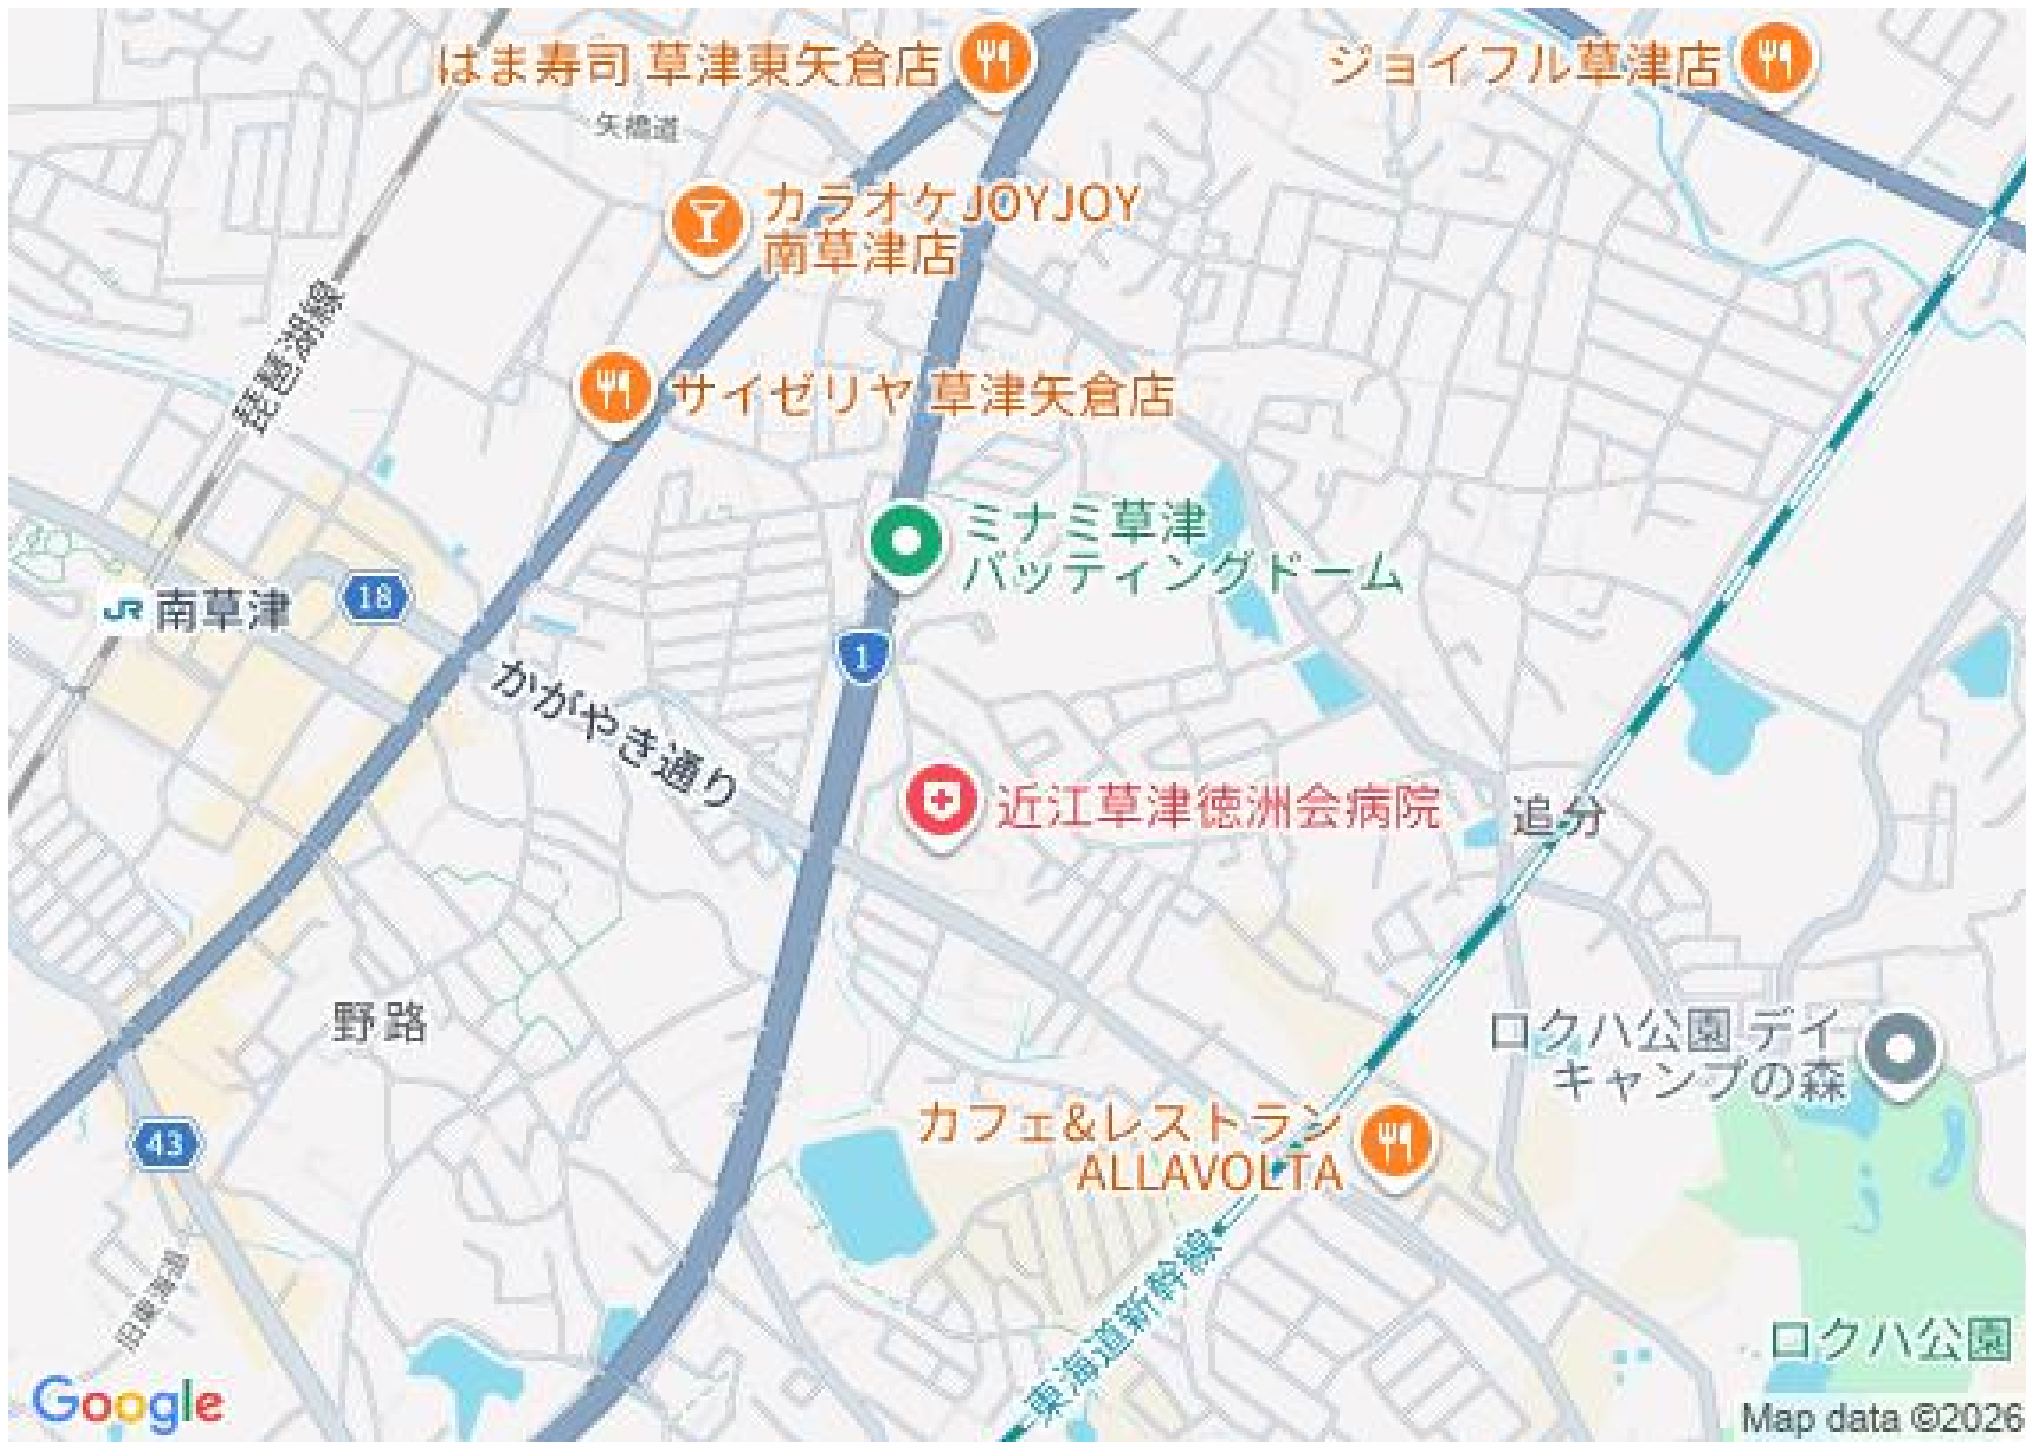 はま寿司 草津東矢倉店
ジョイフル草津店
矢橋道
カラオケJOYJOY
南草津店
琵琶湖線
サイゼリヤ 草津矢倉店
ミナミ草津
バッティングドーム
JR 南草津
18
1
かがやき通り
近江草津徳洲会病院
追分
野路
ロクハ公園 デイ
キャンプの森
カフェ&レストラン
ALLAVOLTA
43
旧東海道
東海道新幹線
ロクハ公園
Google
Map data ©2026